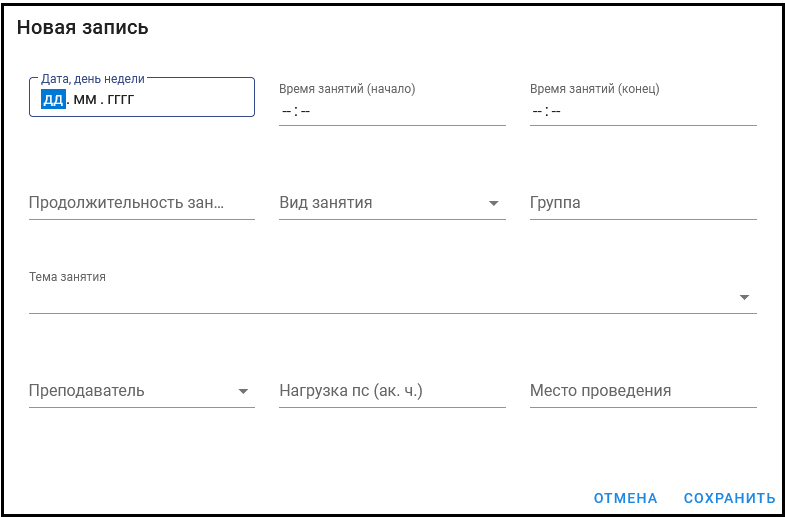 Новая запись
Дата, день недели
дд . мм . гггг
Время занятий (начало)
-- : --
Время занятий (конец)
-- : --
Продолжительность зан...
Вид занятия
Группа
Тема занятия
Преподаватель
Нагрузка пс (ак. ч.)
Место проведения
ОТМЕНА
СОХРАНИТЬ